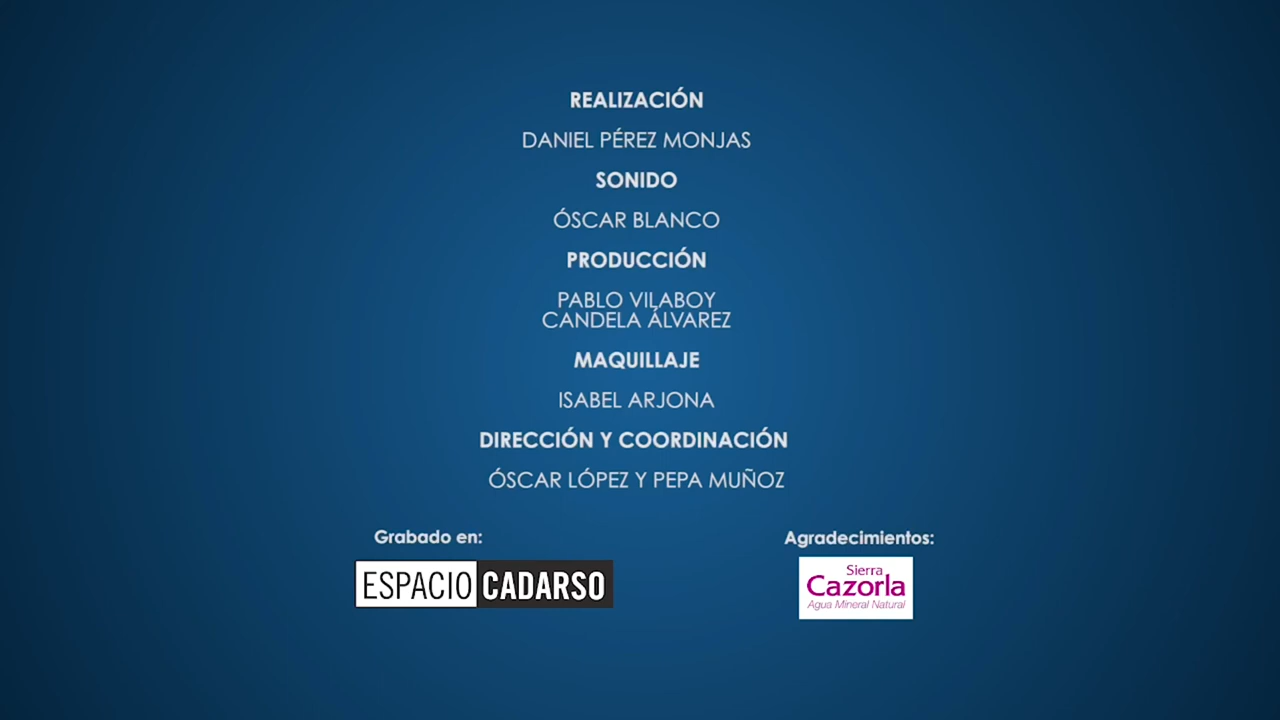 REALIZACIÓN
DANIEL PÉREZ MONJAS
SONIDO
ÓSCAR BLANCO
PRODUCCIÓN
PABLO VILABOY
CANDELA ÁLVAREZ
MAQUILLAJE
ISABEL ARJONA
DIRECCIÓN Y COORDINACIÓN
ÓSCAR LÓPEZ Y PEPA MUÑOZ
Grabado en:
ESPACIO CADARSO
Agradecimientos:
Sierra
Cazorla
Agua Mineral Natural